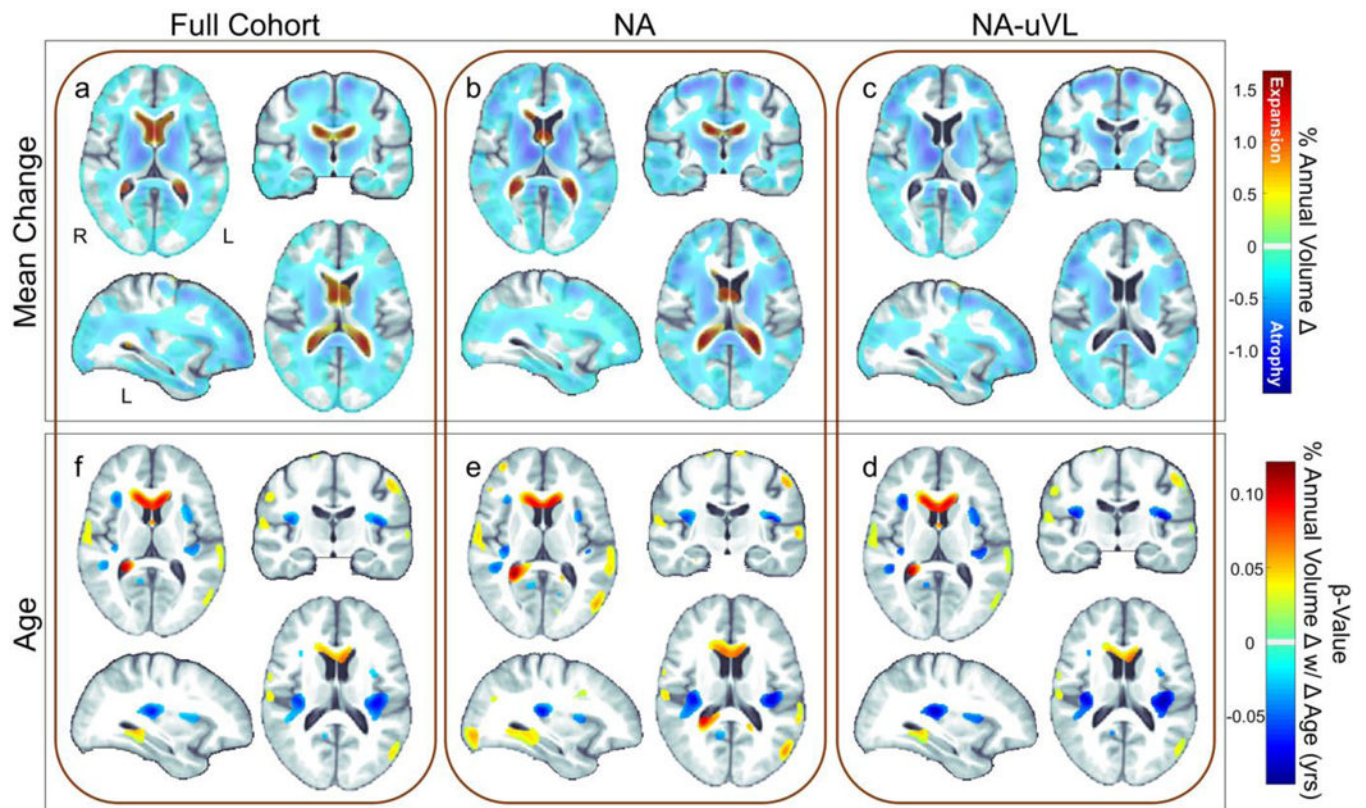 Full Cohort NA NA-uVL
Mean Change
a
b
c
R L
L
1.5
1.0
0.5
0
-0.5
-1.0
Expansion
Atrophy
% Annual Volume Δ
Age
f
e
d
0.10
0.05
0
-0.05
β-Value
% Annual Volume Δ w/ Δ Age (yrs)